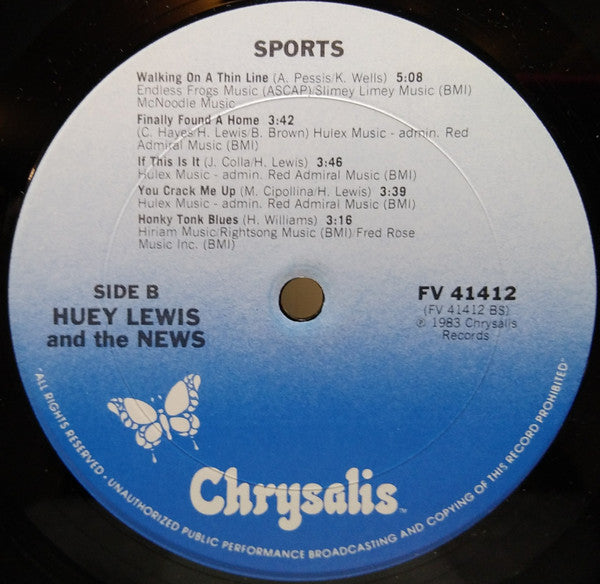 SPORTS
Walking On A Thin Line (A. Pessis/K. Wells) 5:08
Endless Frogs Music (ASCAP)/Slimey Limey Music (BMI)
McNoodle Music
Finally Found A Home 3:42
(C. Hayes/H. Lewis/B. Brown) Hulex Music - admin. Red
Admiral Music (BMI)
If This Is It (J. Colla/H. Lewis) 3:46
Hulex Music - admin. Red Admiral Music (BMI)
You Crack Me Up (M. Cipollina/H. Lewis) 3:39
Hulex Music - admin. Red Admiral Music (BMI)
Honky Tonk Blues (H. Williams) 3:16
Hiriam Music/Rightsong Music (BMI)/Fred Rose
Music Inc. (BMI)
SIDE B
HUEY LEWIS
and the NEWS
FV 41412
(FV 41412 BS)
℗ 1983 Chrysalis
Records
Chrysalis™
"ALL RIGHTS RESERVED - UNAUTHORIZED PUBLIC PERFORMANCE BROADCASTING AND COPYING OF THIS RECORD PROHIBITED"